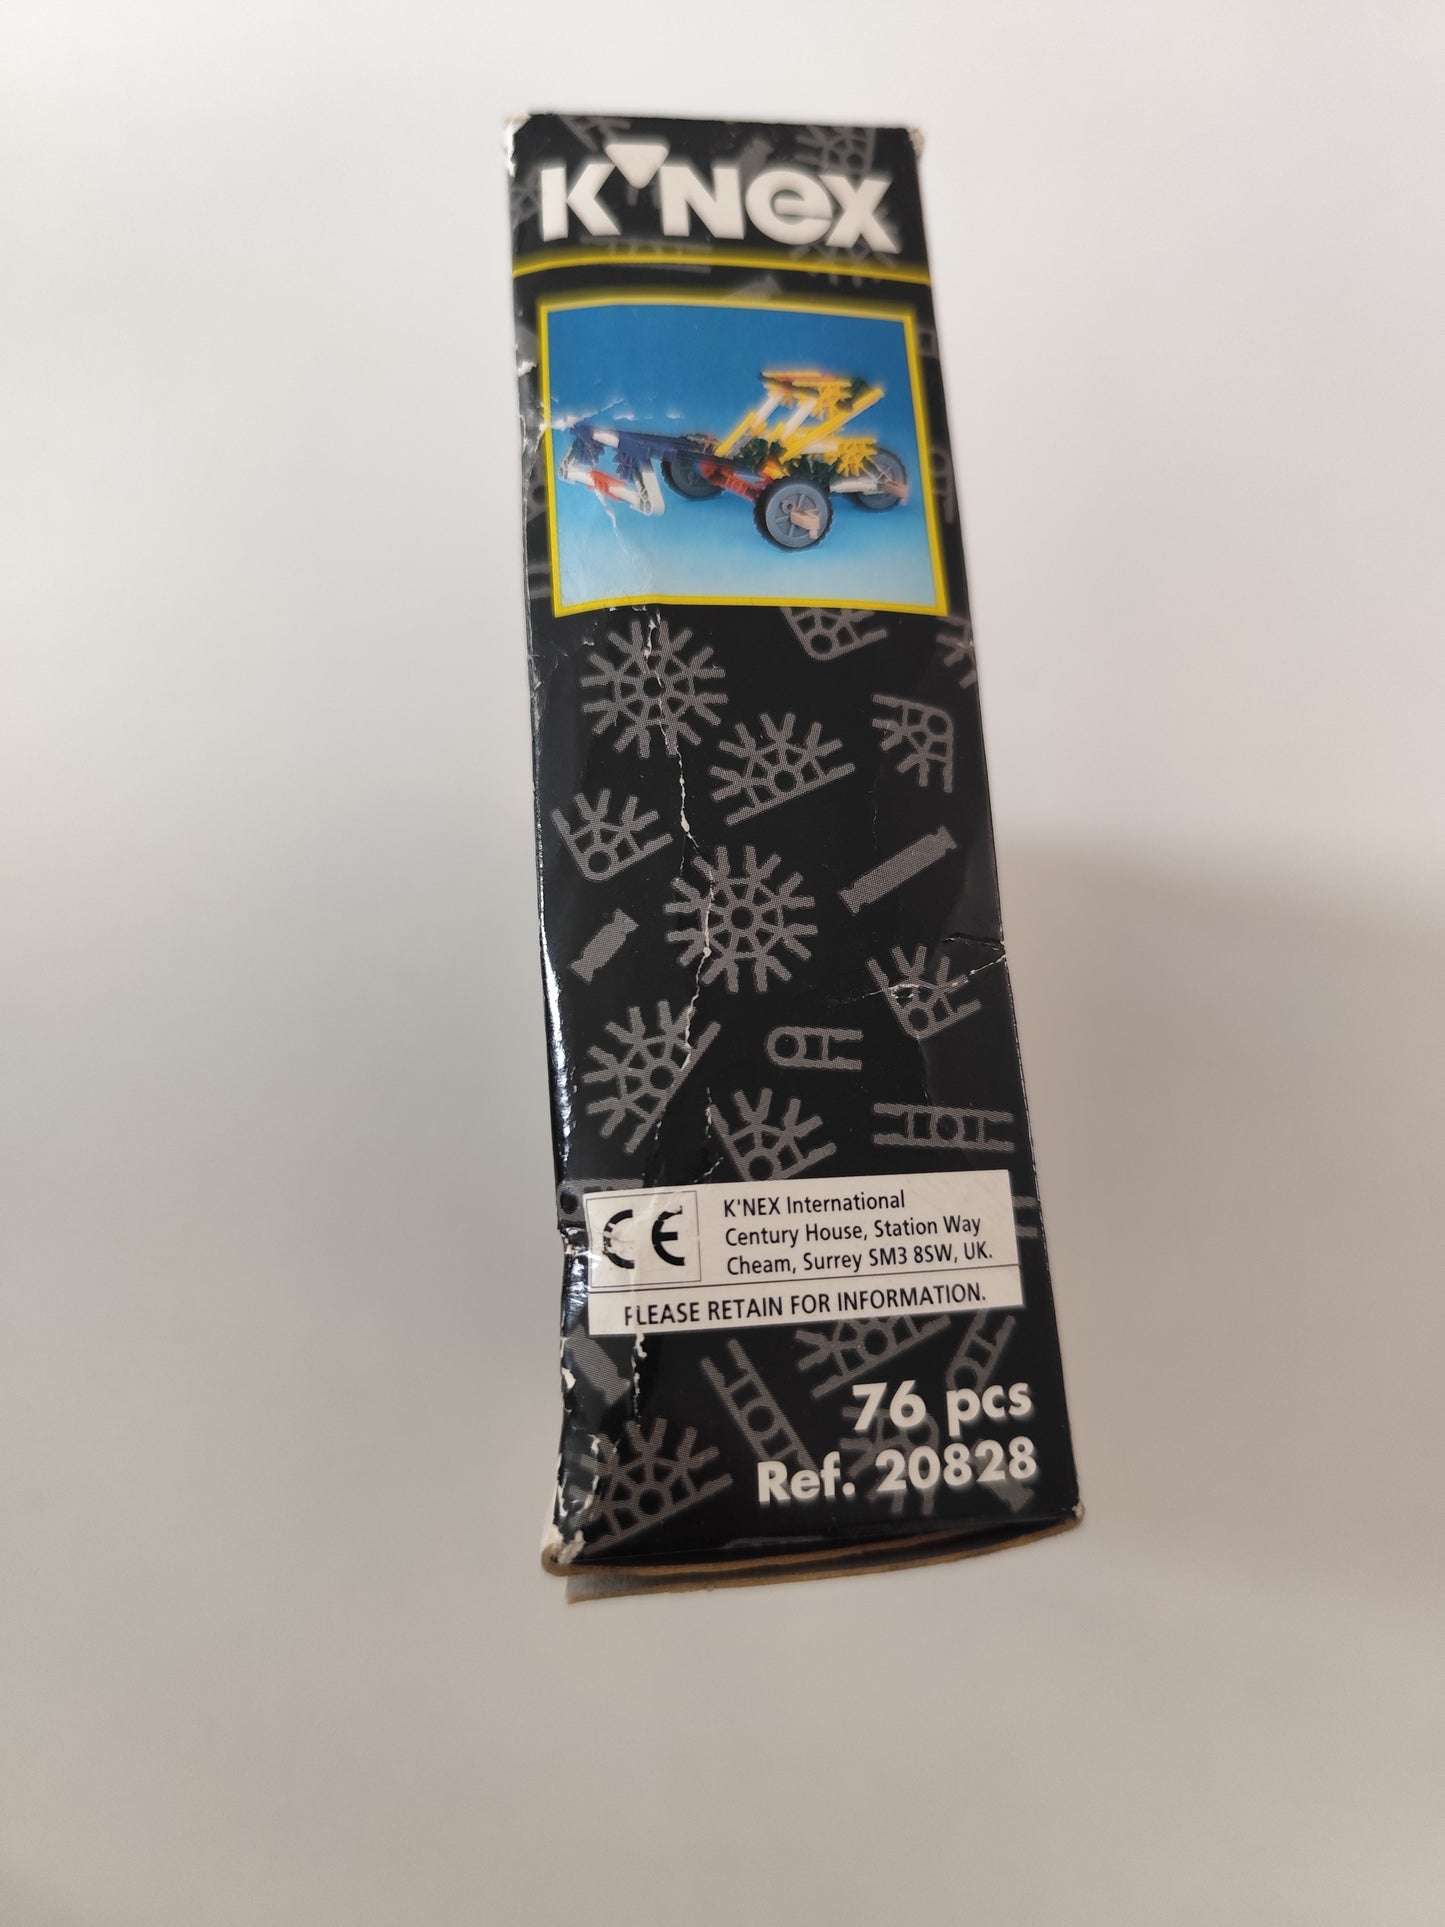 K'NEX
CE
K'NEX International
Century House, Station Way
Cheam, Surrey SM3 8SW, UK.
PLEASE RETAIN FOR INFORMATION.
76 pcs
Ref. 20828